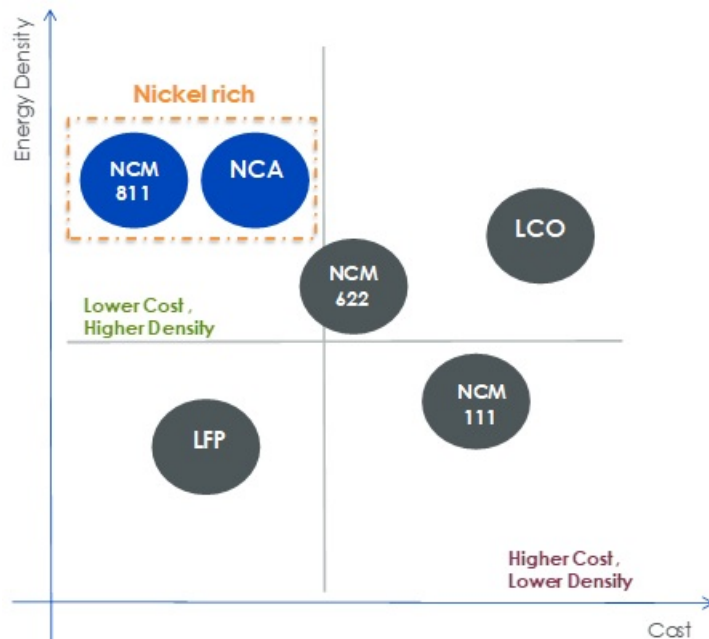 Energy Density
Nickel rich
NCM
811
NCA
LCO
NCM
622
Lower Cost ,
Higher Density
NCM
111
LFP
Higher Cost ,
Lower Density
Cost